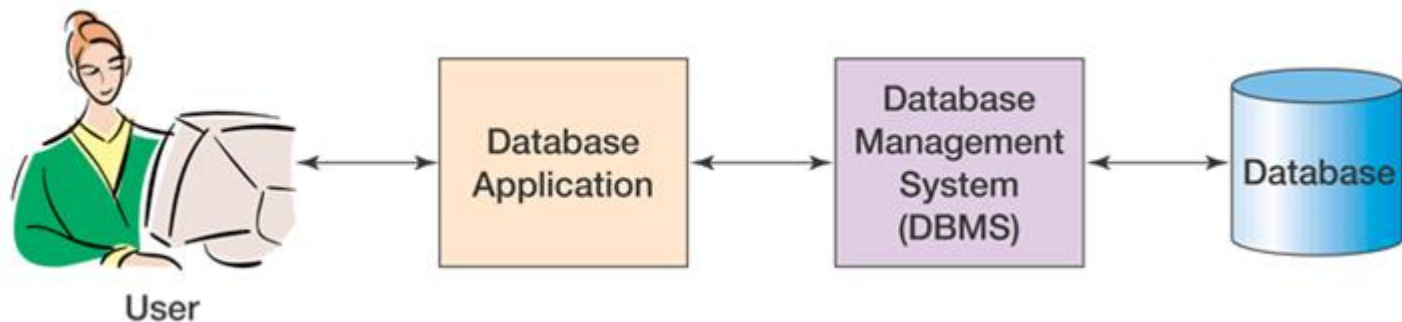 User
Database
Application
Database
Management
System
(DBMS)
Database